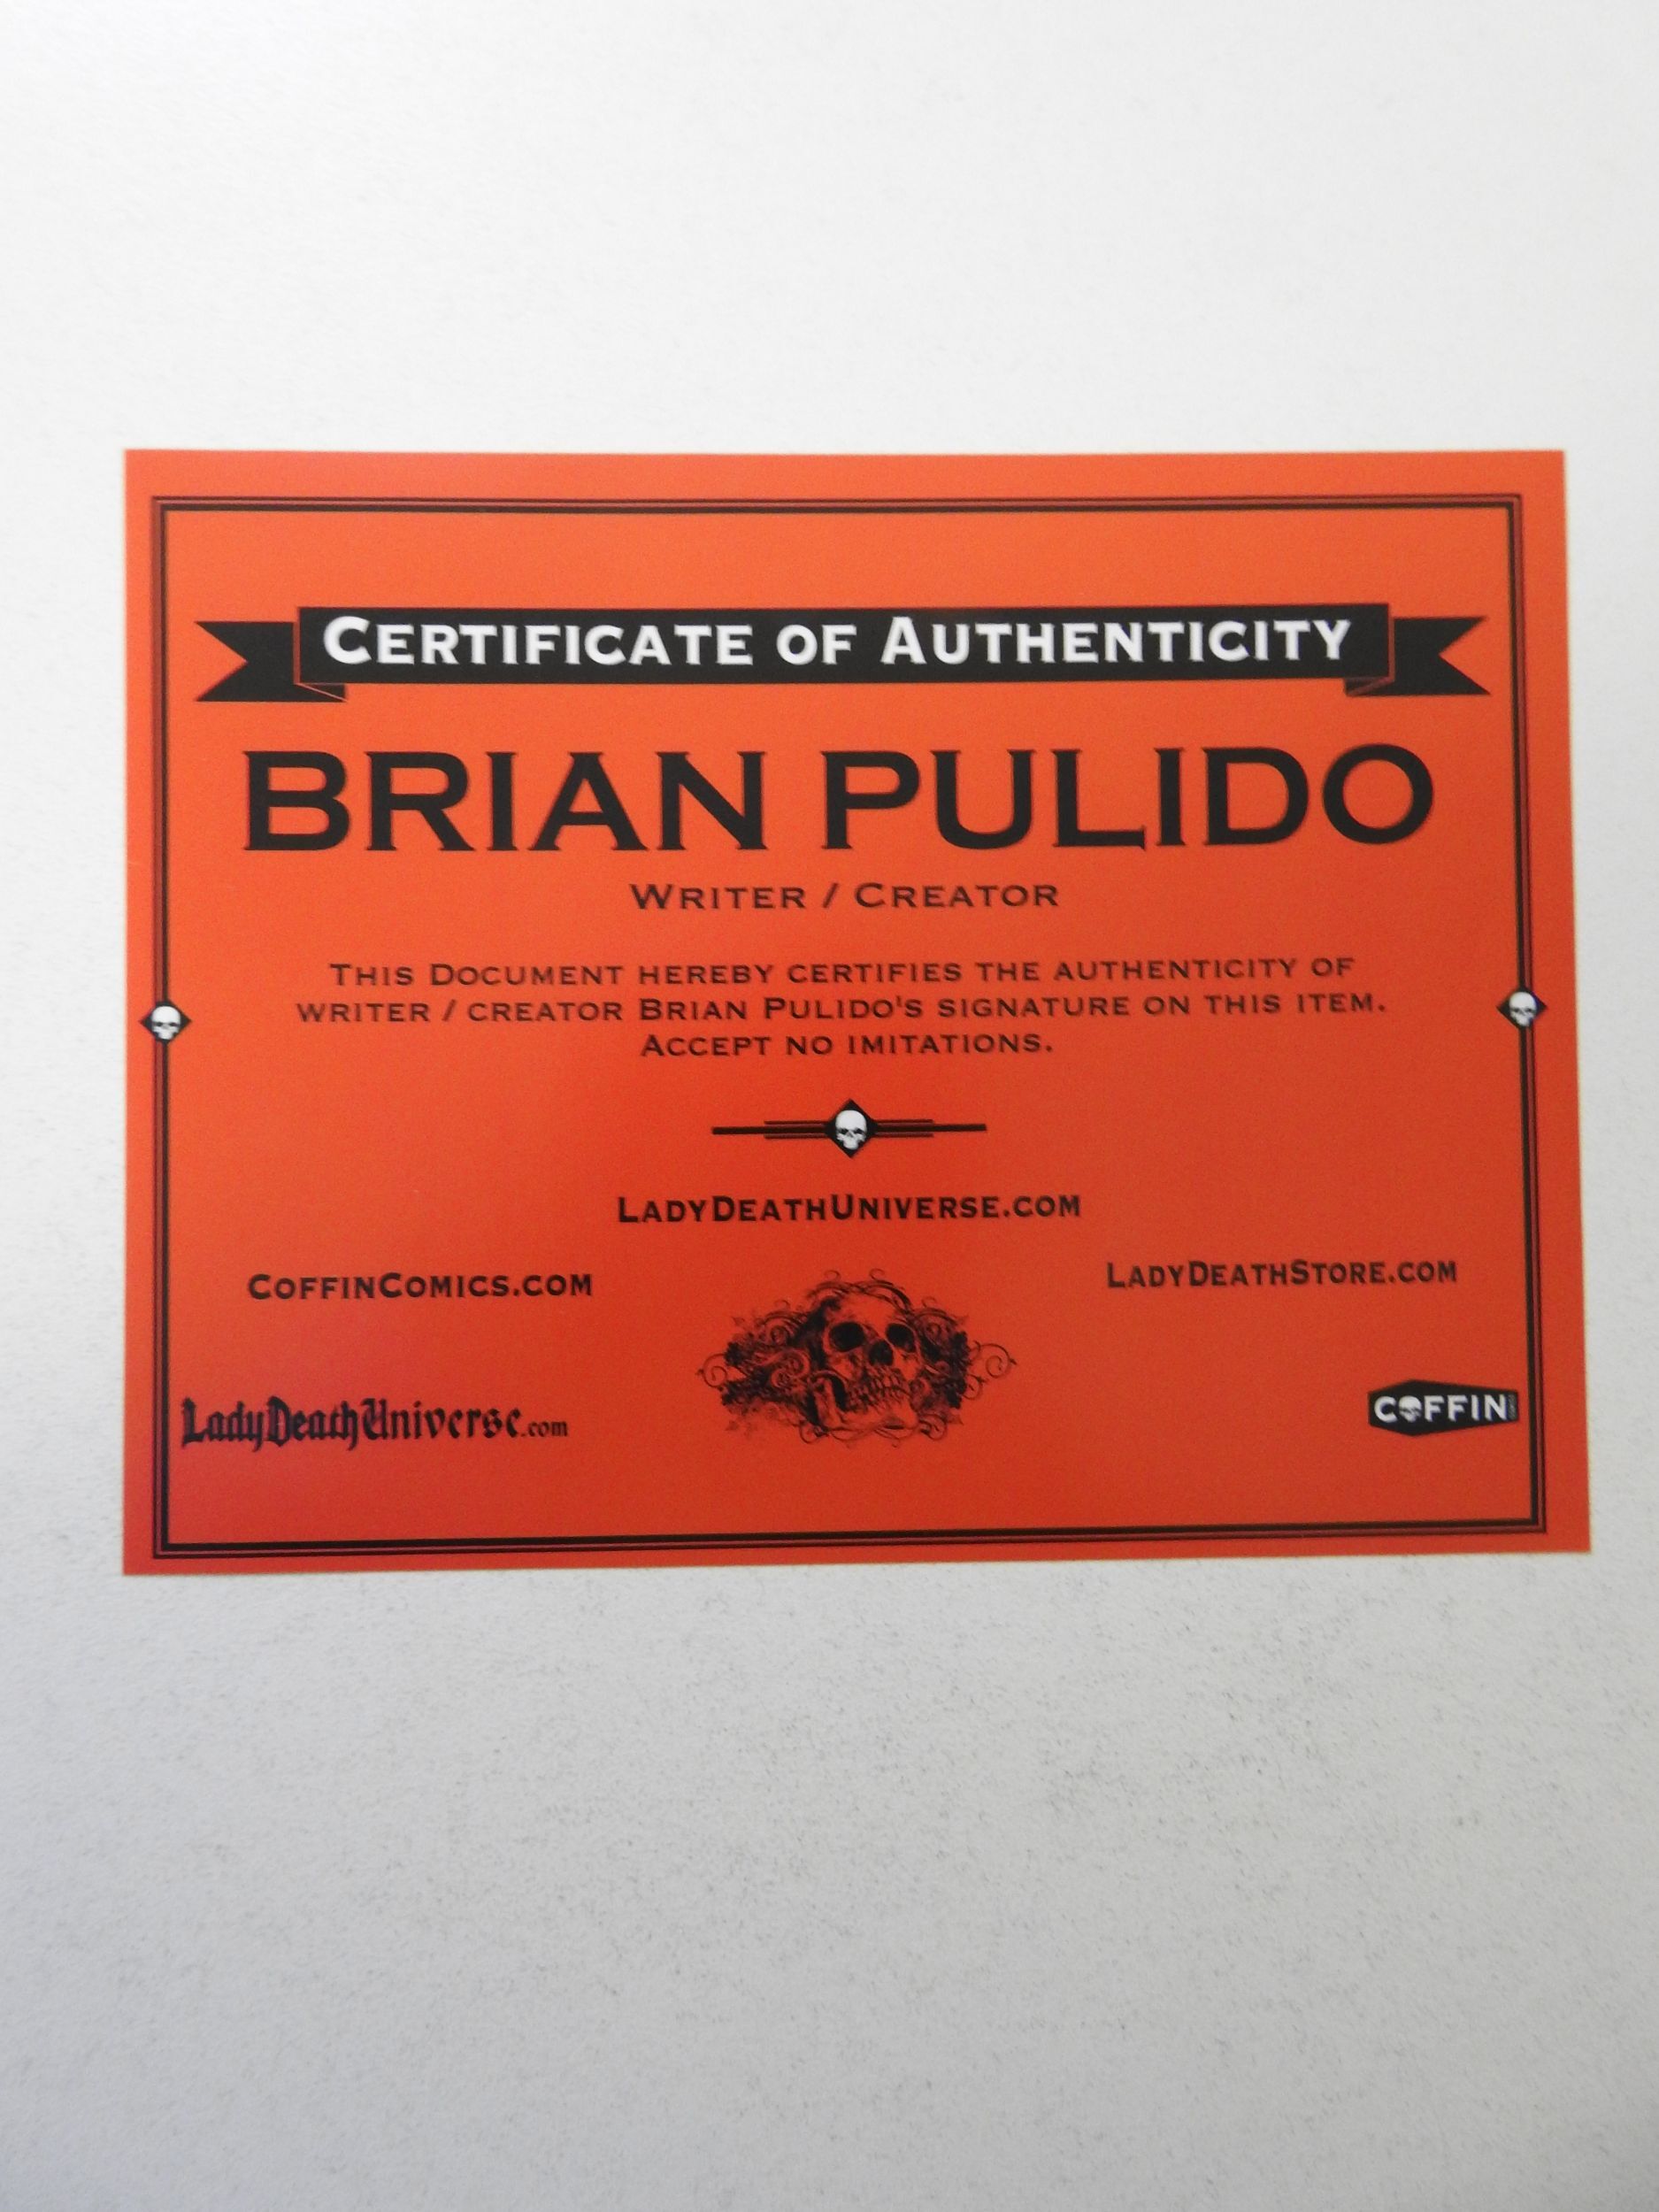 CERTIFICATE OF AUTHENTICITY
BRIAN PULIDO
WRITER / CREATOR
THIS DOCUMENT HEREBY CERTIFIES THE AUTHENTICITY OF
WRITER / CREATOR BRIAN PULIDO'S SIGNATURE ON THIS ITEM.
ACCEPT NO IMITATIONS.
LADYDEATHUNIVERSE.COM
COFFINCOMICS.COM
LADYDEATHSTORE.COM
LadyDeathUniverse.com
COFFIN